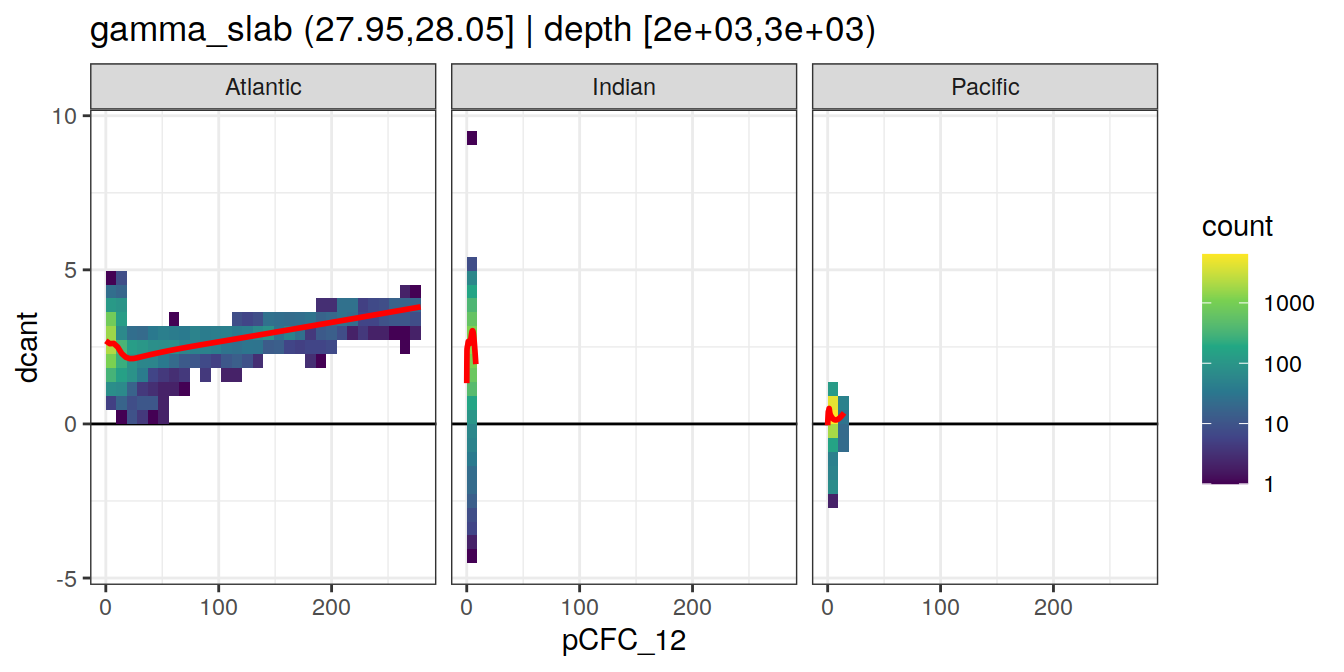 gamma_slab (27.95,28.05] | depth [2e+03,3e+03)
Atlantic Indian Pacific
dcant
10
5
0
-5
0 100 200 0 100 200 0 100 200
pCFC_12
count
1000
100
10
1